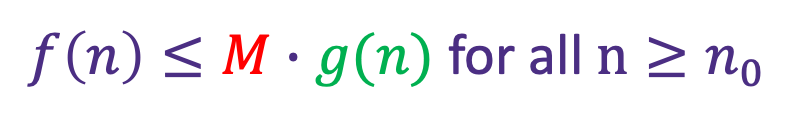 f(n) ≤ M · g(n) for all n ≥ n₀